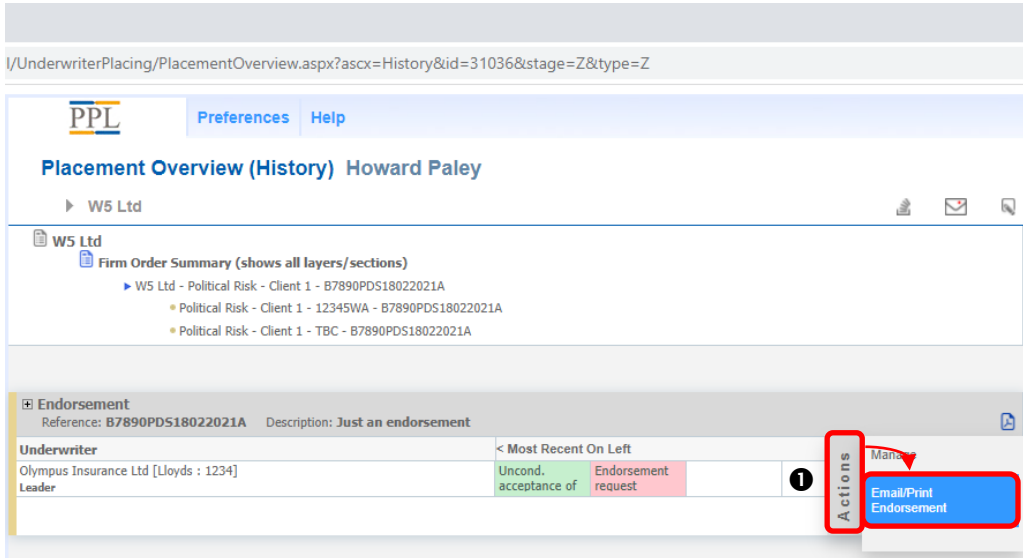 l/UnderwriterPlacing/PlacementOverview.aspx?ascx=History&id=31036&stage=Z&type=Z
PPL
Preferences Help
Placement Overview (History) Howard Paley
W5 Ltd
W5 Ltd
Firm Order Summary (shows all layers/sections)
W5 Ltd - Political Risk - Client 1 - B7890PDS18022021A
Political Risk - Client 1 - 12345WA - B7890PDS18022021A
Political Risk - Client 1 - TBC - B7890PDS18022021A
Endorsement
Reference: B7890PDS18022021A Description: Just an endorsement
Underwriter < Most Recent On Left
Olympus Insurance Ltd [Lloyds : 1234]
Leader
Uncond.
acceptance of
Endorsement
request
❶
Actions
Manage
Email/Print
Endorsement